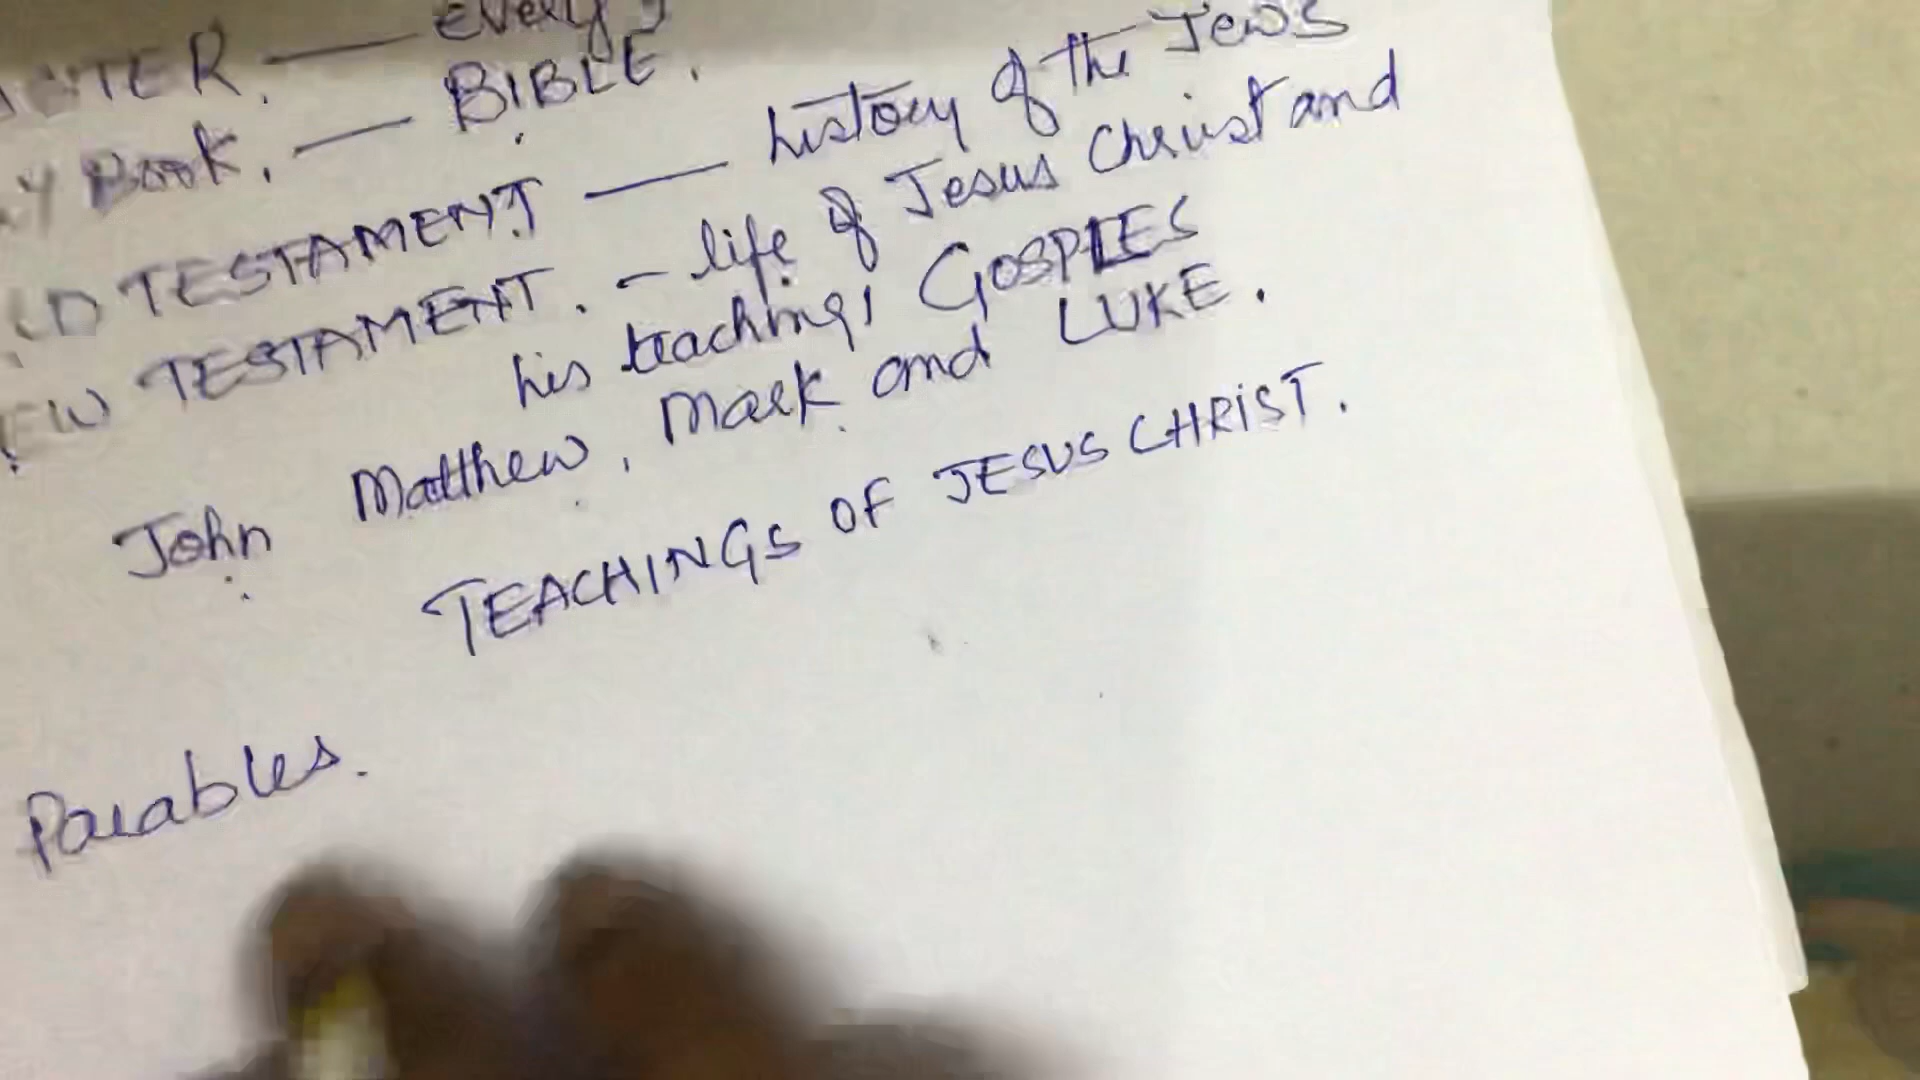 every
BIBLE.
Book. —
TESTAMENT — history of the Jews
TESTAMENT. - life of Jesus Christ and
his teachings GOSPLES
John Matthew, Mark and LUKE.
TEACHINGS OF JESUS CHRIST.
Parables.